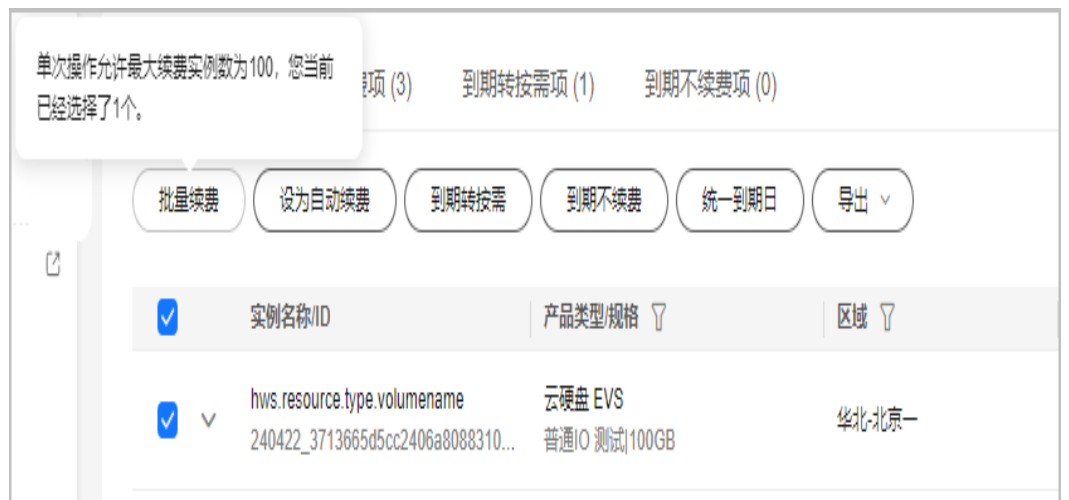 单次操作允许最大续费实例数为100，您当前
已经选择了1个。
项 (3) 到期转按需项 (1) 到期不续费项 (0)
批量续费 设为自动续费 到期转按需 到期不续费 统一到期日 导出
实例名称/ID 产品类型/规格 区域
hws.resource.type.volumename 云硬盘 EVS 华北-北京一
240422_3713665d5cc2406a8088310... 普通IO 测试|100GB